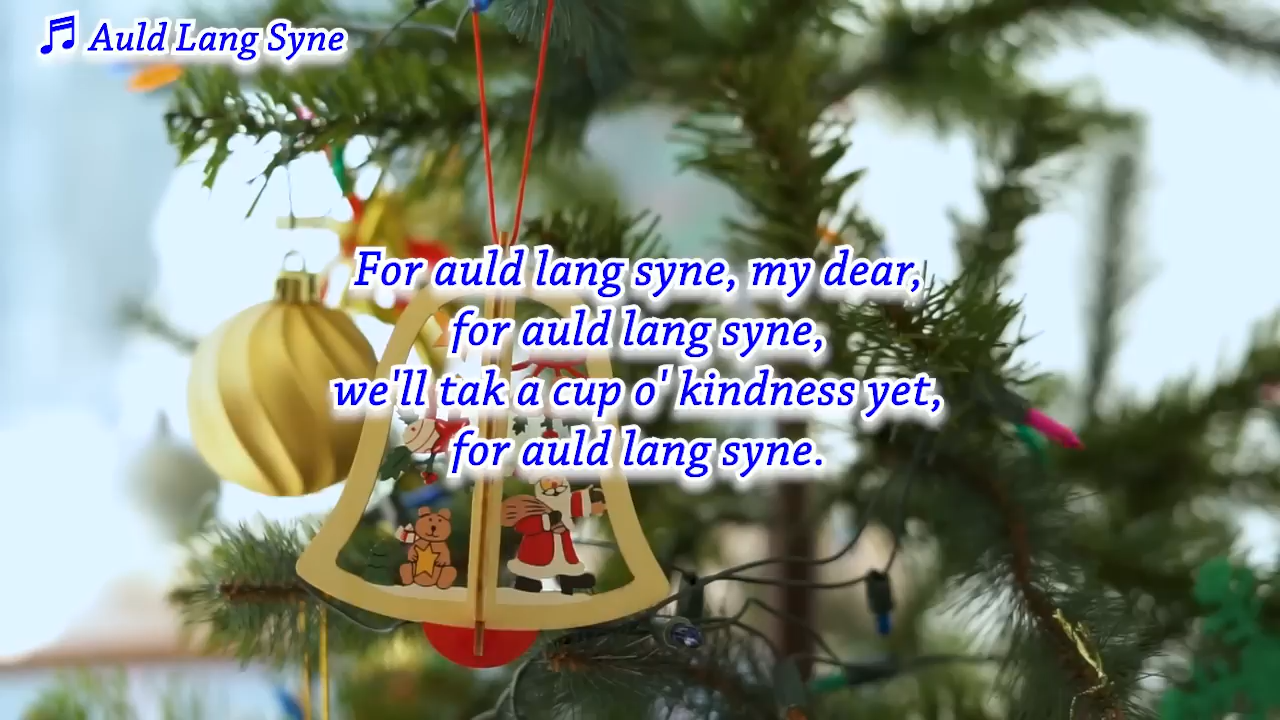 🎵 Auld Lang Syne
For auld lang syne, my dear,
for auld lang syne,
we'll tak a cup o' kindness yet,
for auld lang syne.